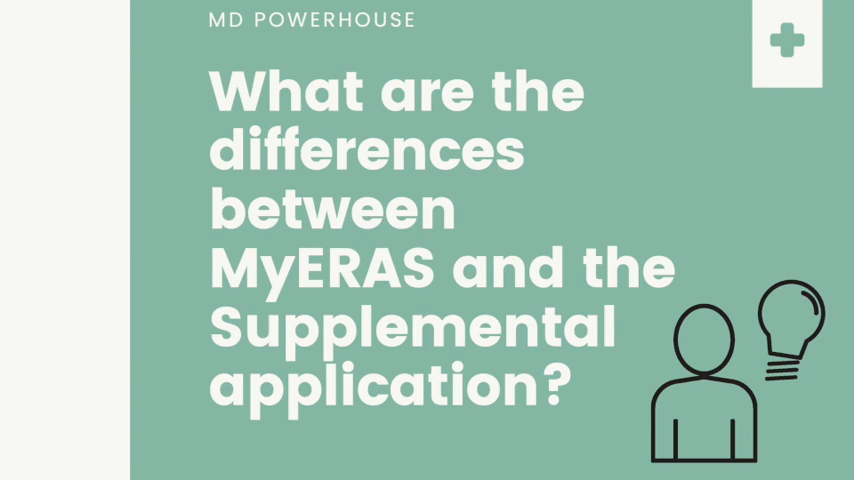 MD POWERHOUSE
What are the
differences
between
MyERAS and the
Supplemental
application?